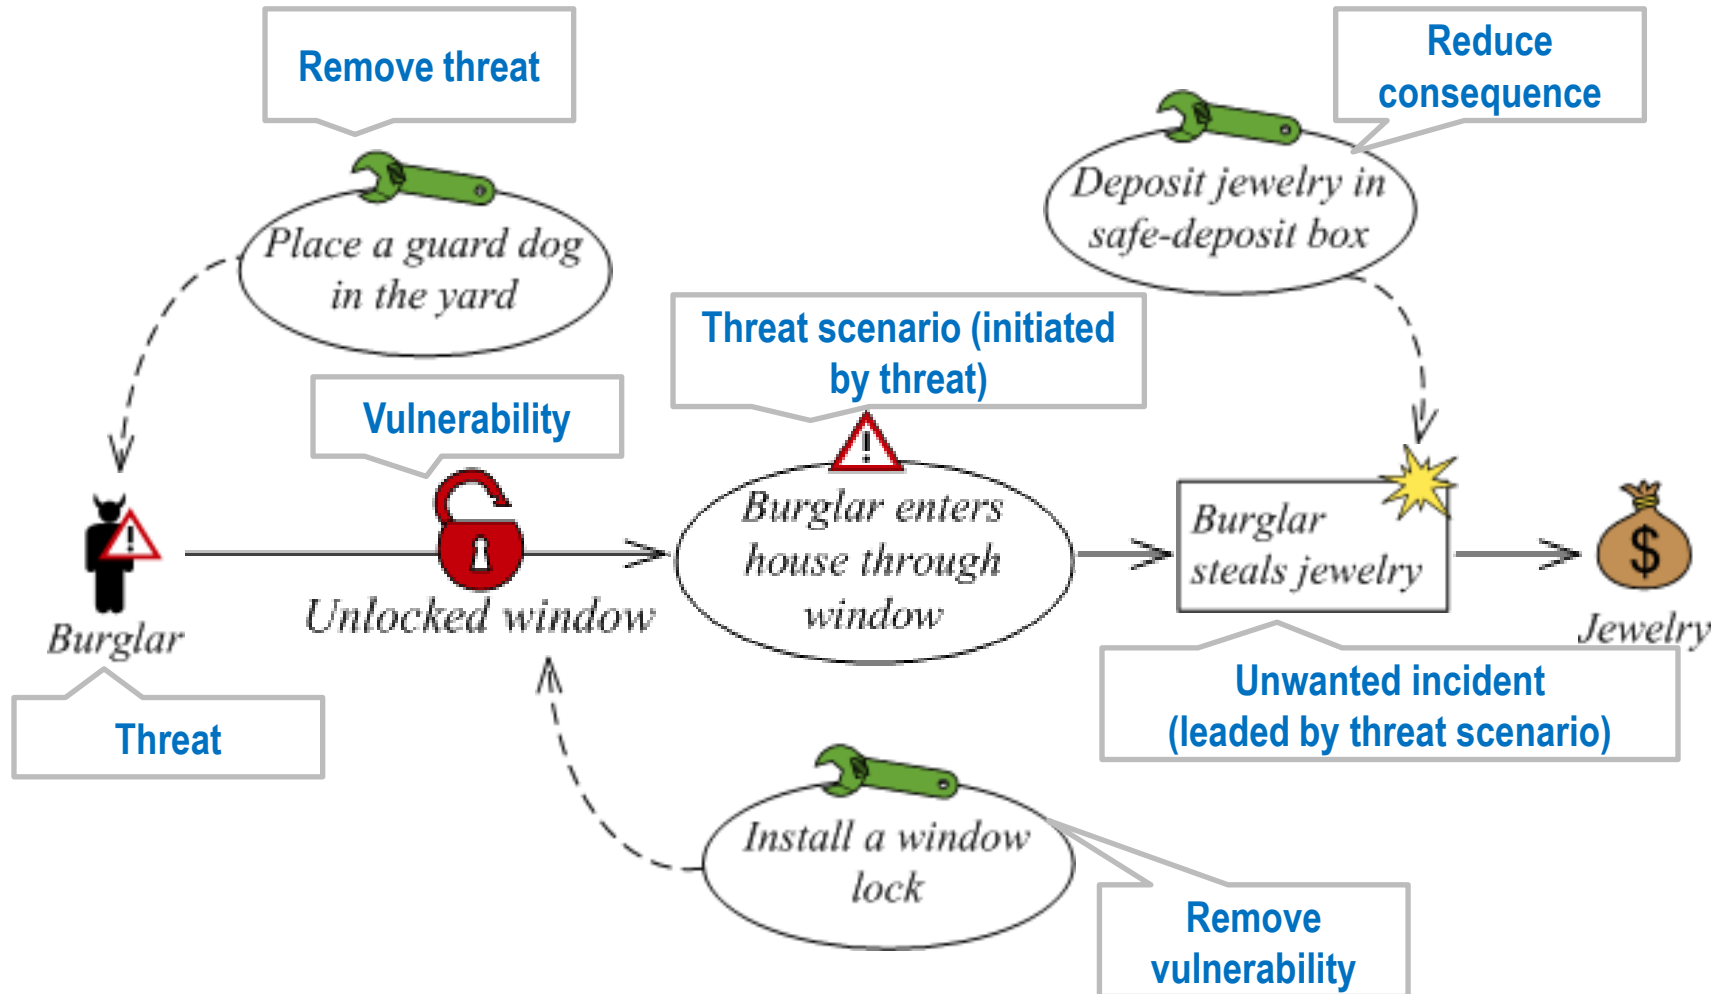 Remove threat
Reduce
consequence
Place a guard dog
in the yard
Deposit jewelry in
safe-deposit box
Threat scenario (initiated
by threat)
Vulnerability
Burglar enters
house through
window
Burglar
steals jewelry
$
Burglar
Unlocked window
Jewelry
Threat
Unwanted incident
(leaded by threat scenario)
Install a window
lock
Remove
vulnerability